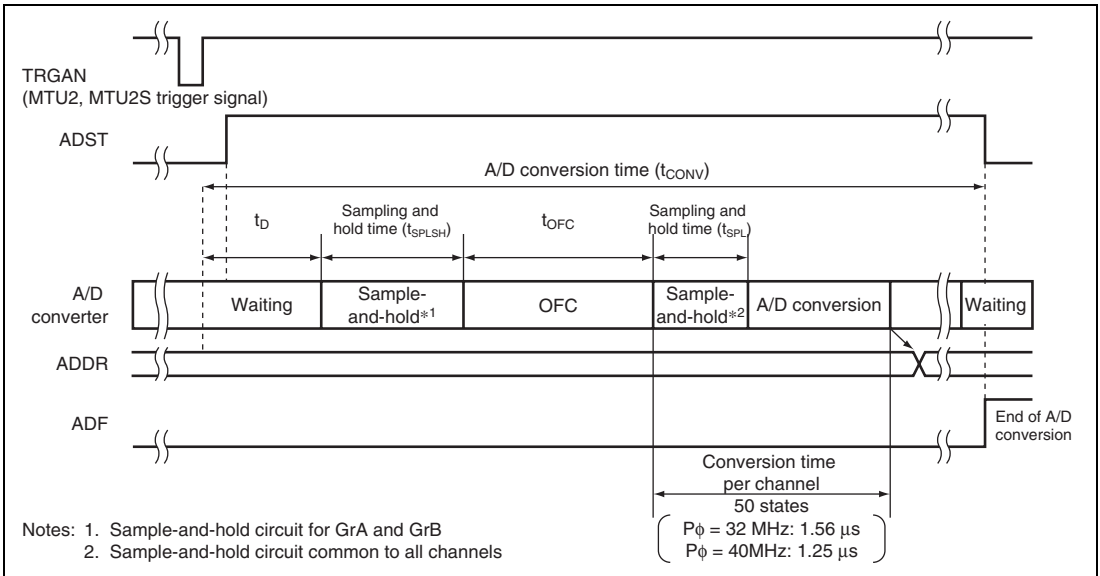 TRGAN
(MTU2, MTU2S trigger signal)
ADST
A/D conversion time (tCONV)
tD
Sampling and
hold time (tSPLSH)
tOFC
Sampling and
hold time (tSPL)
A/D
converter
Waiting
Sample-
and-hold*1
OFC
Sample-
and-hold*2
A/D conversion
Waiting
ADDR
ADF
End of A/D
conversion
Conversion time
per channel
50 states
Pϕ = 32 MHz: 1.56 μs
Pϕ = 40MHz: 1.25 μs
Notes: 1. Sample-and-hold circuit for GrA and GrB
2. Sample-and-hold circuit common to all channels